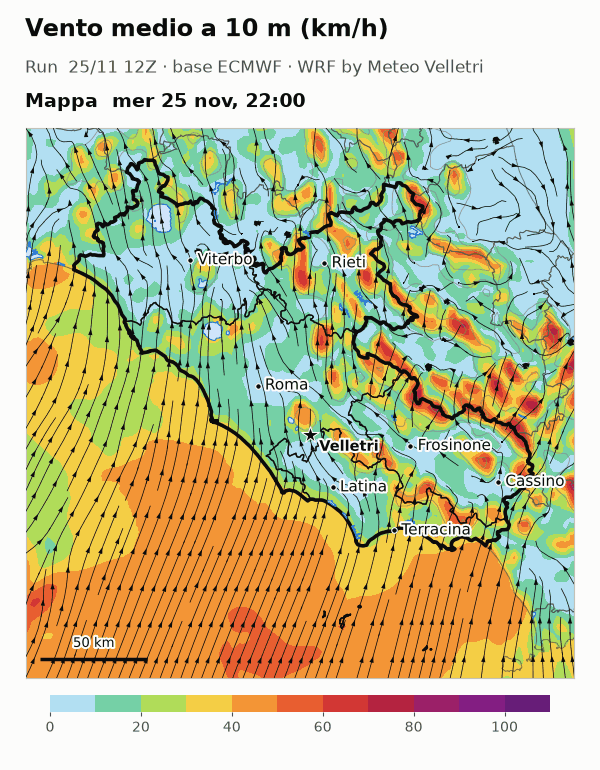 Vento medio a 10 m (km/h)
Run 25/11 12Z · base ECMWF · WRF by Meteo Velletri
Mappa mer 25 nov, 22:00
Viterbo
Rieti
Roma
Velletri
Frosinone
Latina
Cassino
Terracina
50 km
0 20 40 60 80 100